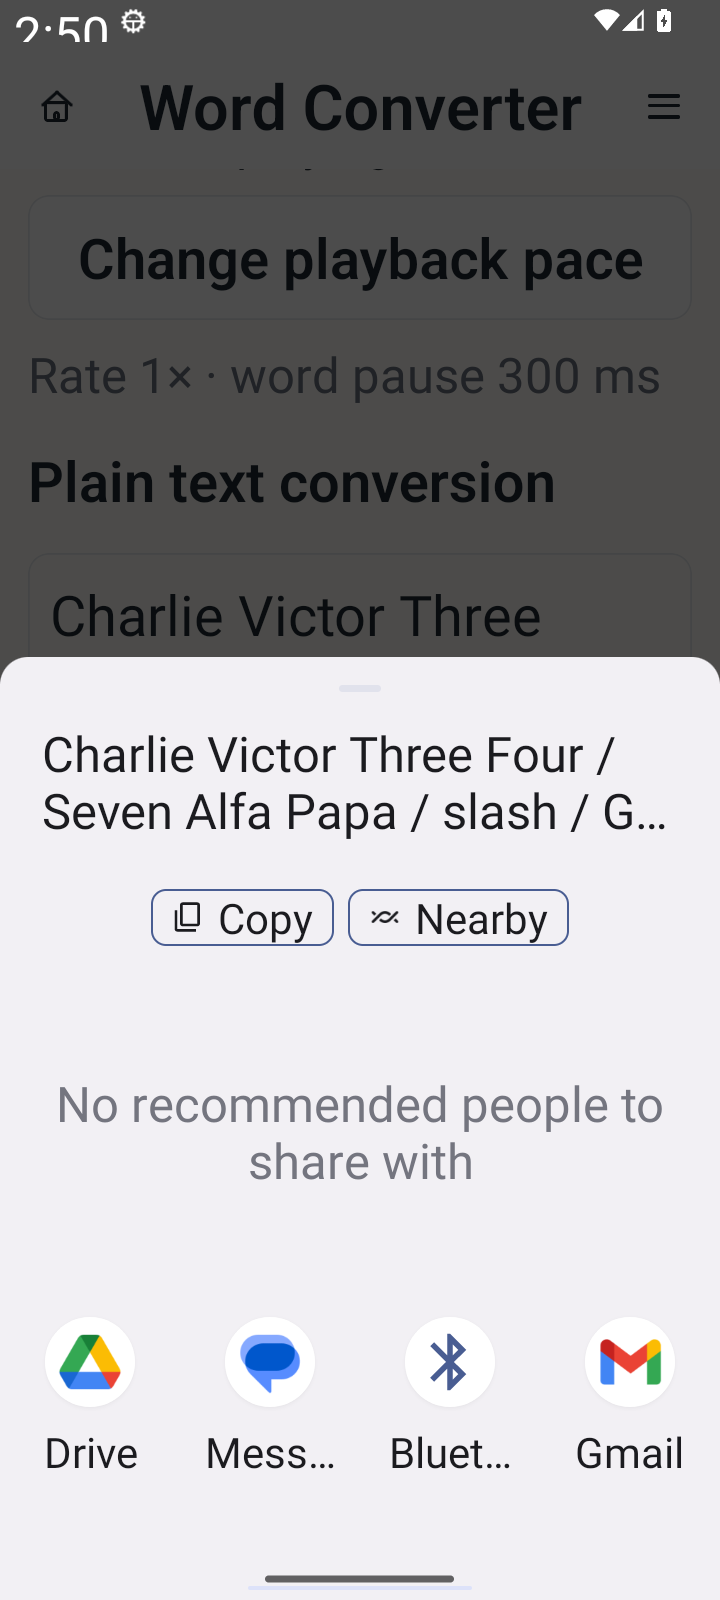 2:50
Word Converter
Change playback pace
Rate 1× · word pause 300 ms
Plain text conversion
Charlie Victor Three
Charlie Victor Three Four /
Seven Alfa Papa / slash / G…
Copy
Nearby
No recommended people to
share with
Drive
Mess…
Bluet…
Gmail